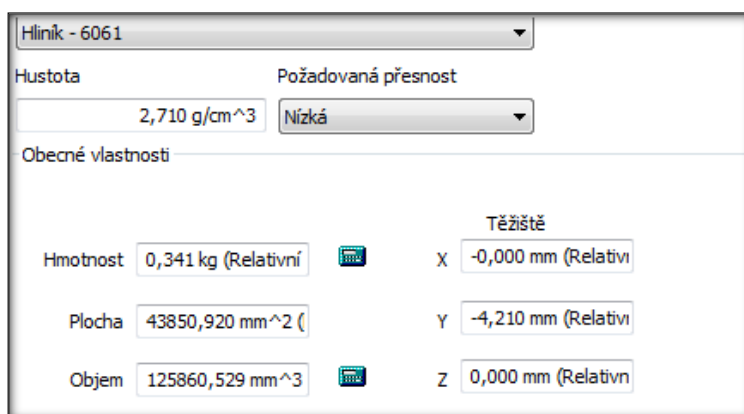 Hliník - 6061
Hustota Požadovaná přesnost
2,710 g/cm^3 Nízká
Obecné vlastnosti
Těžiště
Hmotnost 0,341 kg (Relativní X -0,000 mm (Relativ
Plocha 43850,920 mm^2 ( Y -4,210 mm (Relativ
Objem 125860,529 mm^3 Z 0,000 mm (Relativn